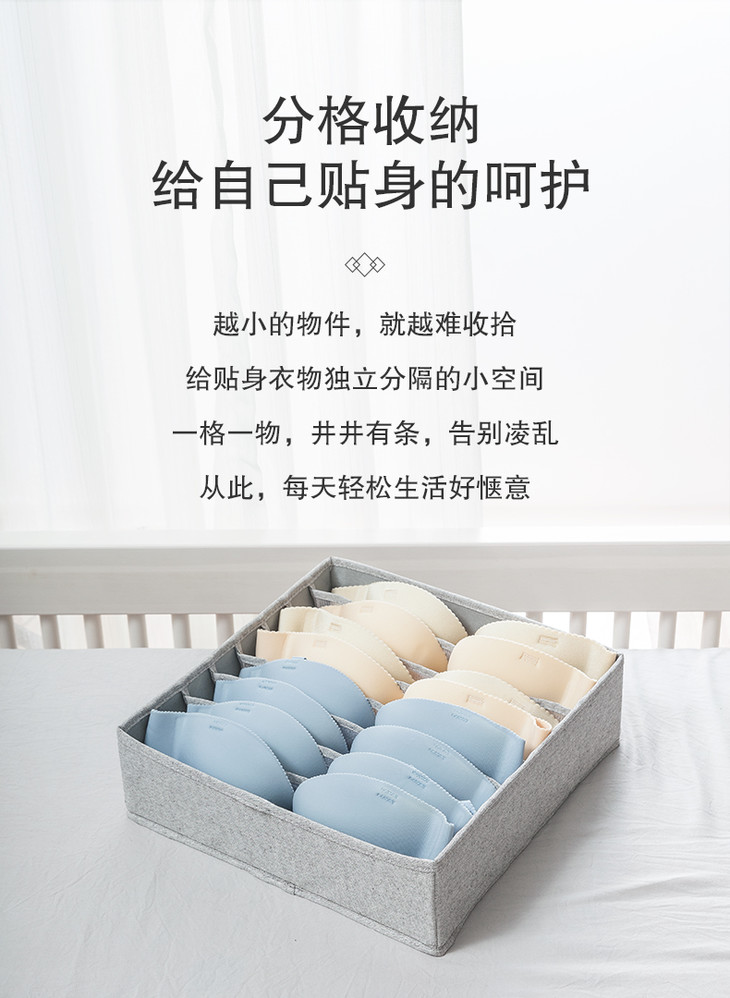 分格收纳
给自己贴身的呵护
越小的物件，就越难收拾
给贴身衣物独立分隔的小空间
一格一物，井井有条，告别凌乱
从此，每天轻松生活好惬意